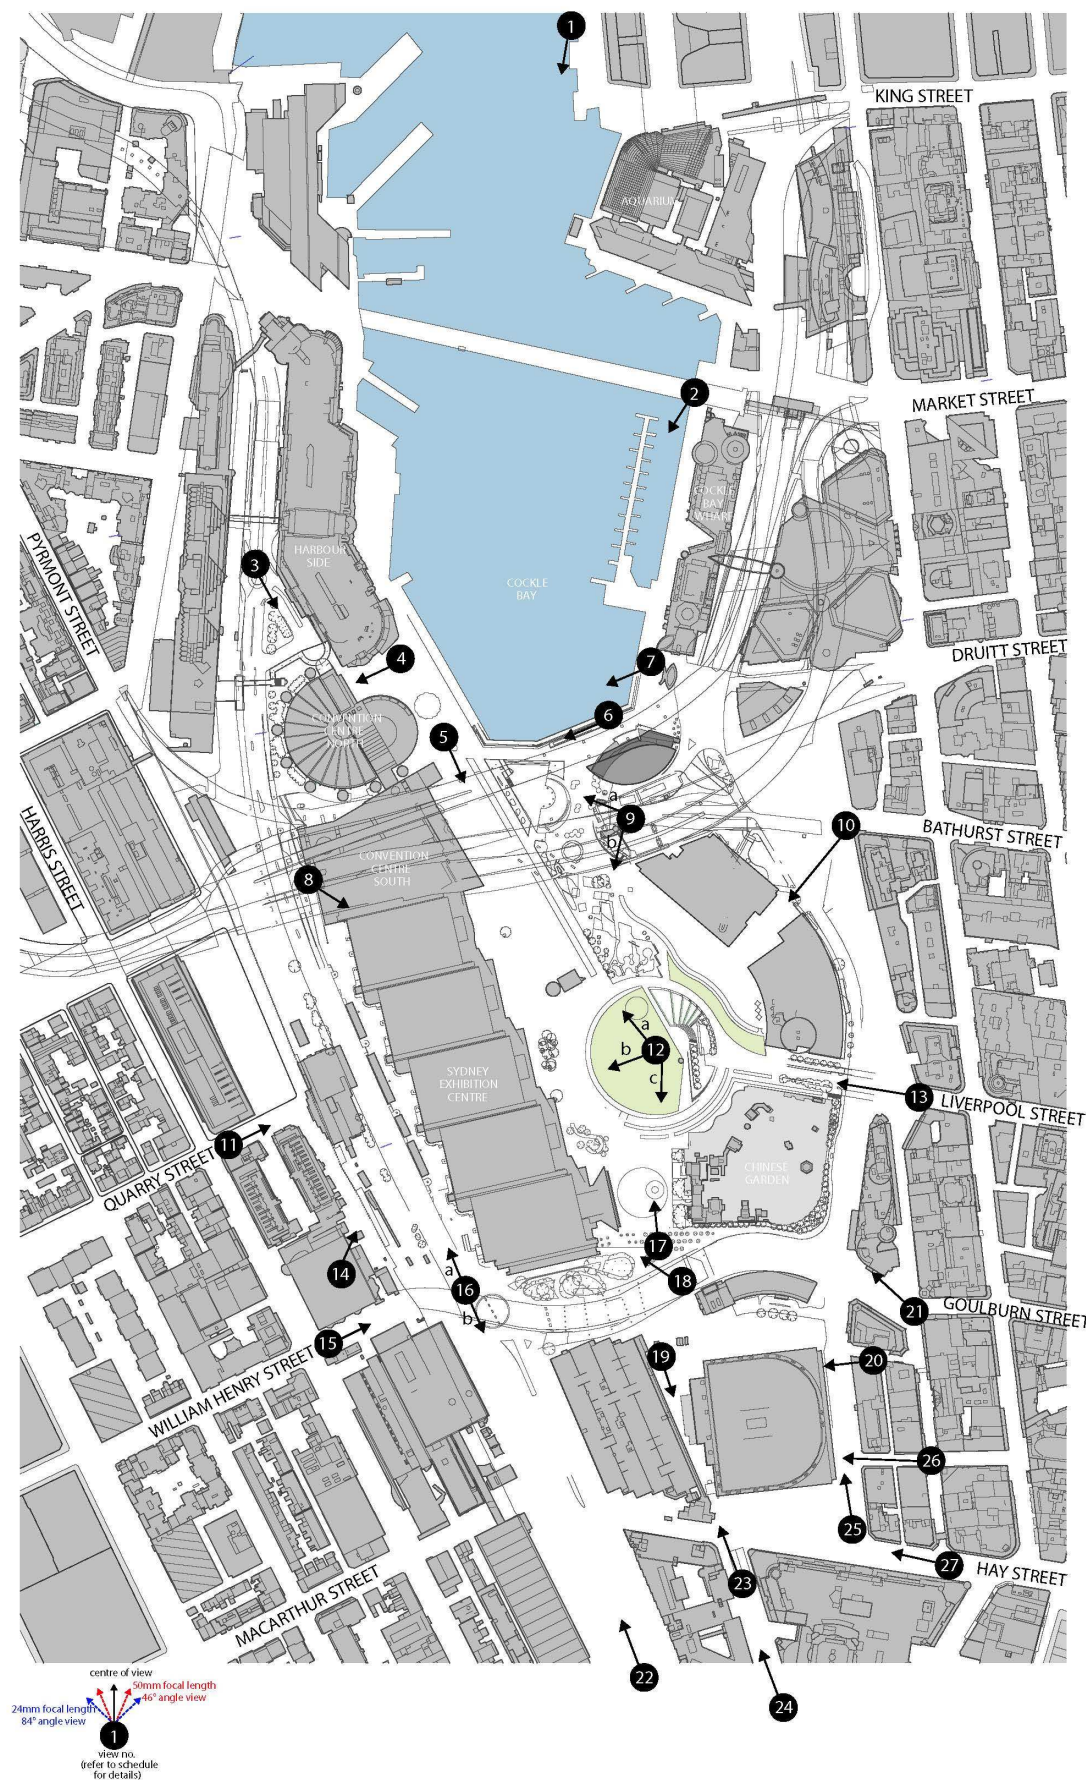 1
KING STREET
AQUARIUM
2
MARKET STREET
COCKLE
BAY
WHARF
PYRMONT STREET
HARBOUR
SIDE
3
COCKLE
BAY
DRUITT STREET
4
7
6
CONVENTION
CENTRE
NORTH
5
a
9
b
10
HARRIS STREET
BATHURST STREET
CONVENTION
CENTRE
SOUTH
8
a
b
12
c
SYDNEY
EXHIBITION
CENTRE
13
LIVERPOOL STREET
11
QUARRY STREET
CHINESE
GARDEN
17
14
a
16
b
18
21
GOULBURN STREET
15
WILLIAM HENRY STREET
19
20
26
25
27
HAY STREET
23
MACARTHUR STREET
22
24
centre of view
50mm focal length
46° angle view
24mm focal length
84° angle view
1
view no.
(refer to schedule
for details)